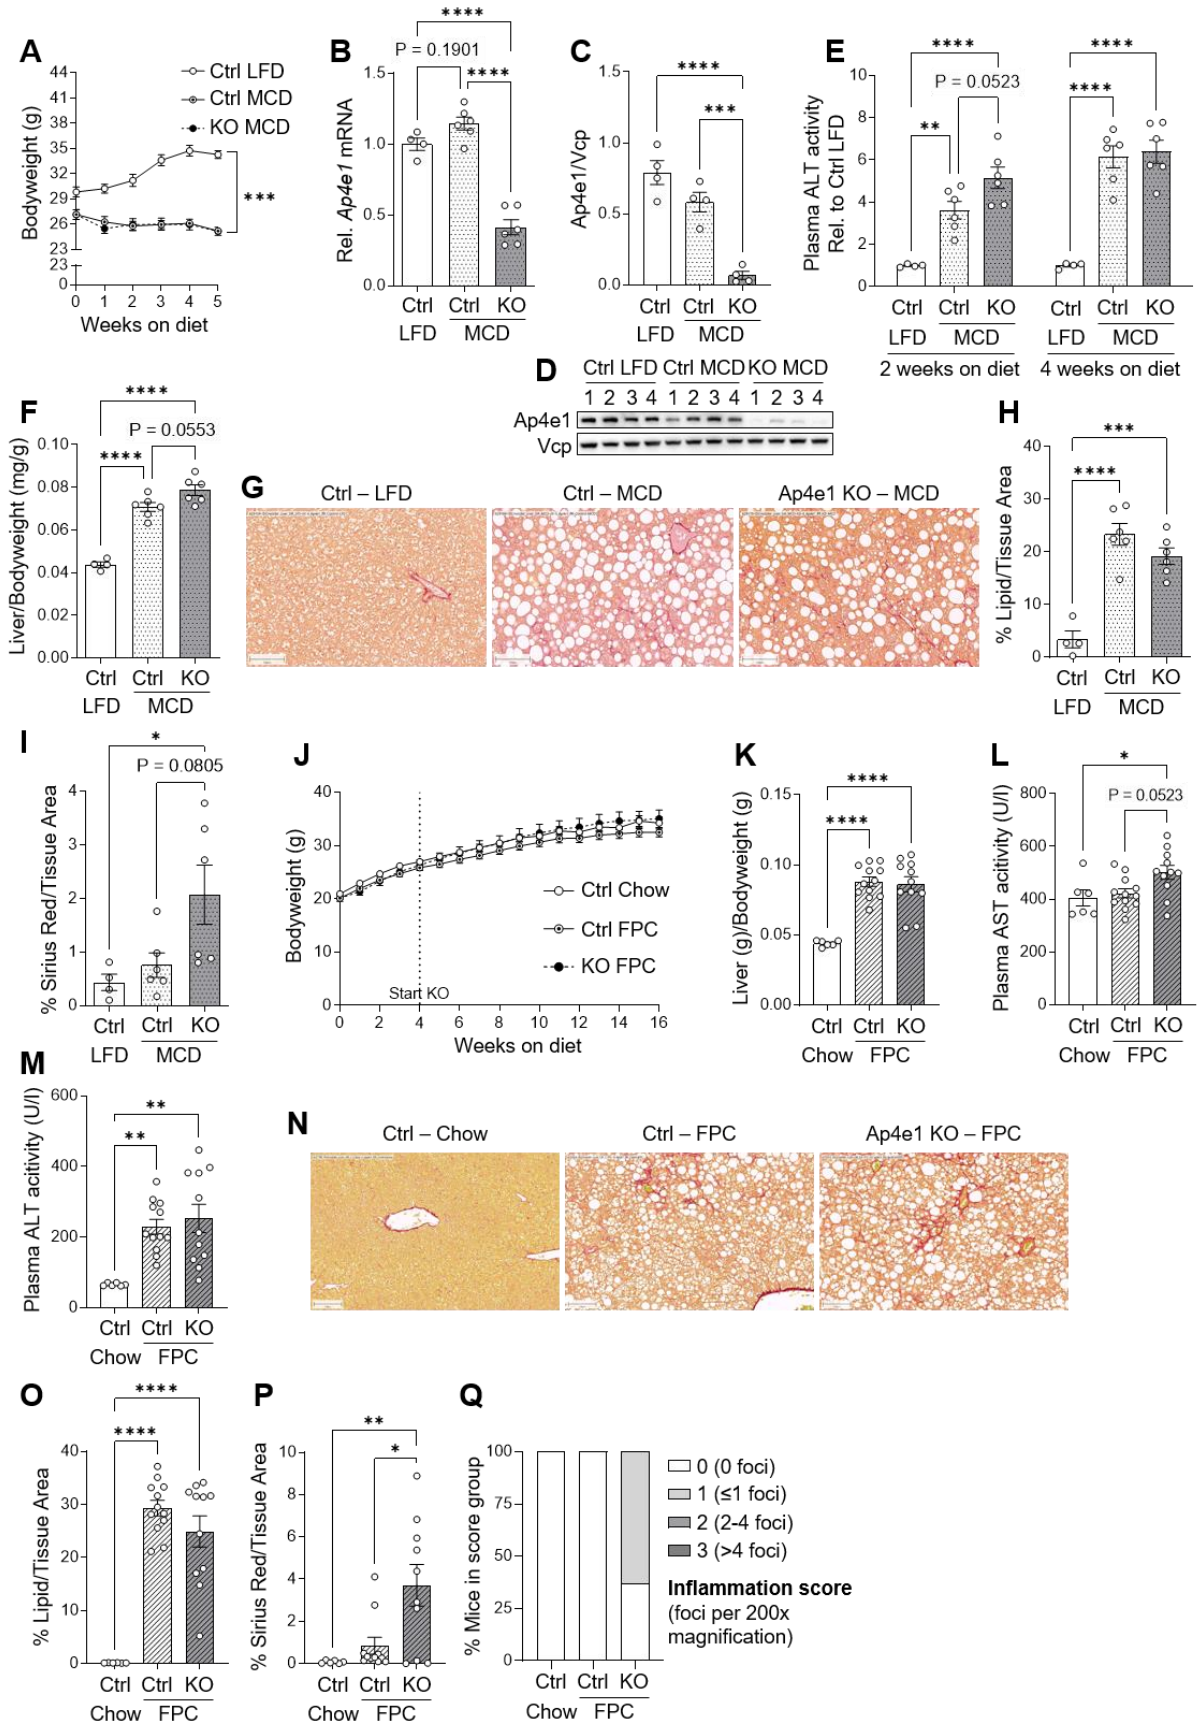 A
Bodyweight (g)
44
41
38
35
32
29
26
23
23
0
0 1 2 3 4 5
Weeks on diet
Ctrl LFD
Ctrl MCD
KO MCD
***
B
Rel. Ap4e1 mRNA
****
P = 0.1901
****
1.5
1.0
0.5
0.0
Ctrl Ctrl KO
LFD MCD
C
Ap4e1/Vcp
****
***
1.5
1.0
0.5
0.0
Ctrl Ctrl KO
LFD MCD
E
Plasma ALT activity
Rel. to Ctrl LFD
**** ****
P = 0.0523
****
**
10
8
6
4
2
0
Ctrl Ctrl KO Ctrl Ctrl KO
LFD MCD LFD MCD
2 weeks on diet 4 weeks on diet
D
Ctrl LFD Ctrl MCD KO MCD
1 2 3 4 1 2 3 4 1 2 3 4
Ap4e1
Vcp
F
Liver/Bodyweight (mg/g)
****
P = 0.0553
****
0.10
0.08
0.06
0.04
0.02
0.00
Ctrl Ctrl KO
LFD MCD
G
Ctrl – LFD Ctrl – MCD Ap4e1 KO – MCD
H
% Lipid/Tissue Area
***
****
40
30
20
10
0
Ctrl Ctrl KO
LFD MCD
I
% Sirius Red/Tissue Area
*
P = 0.0805
4
3
2
1
0
Ctrl Ctrl KO
LFD MCD
J
Bodyweight (g)
40
30
20
10
0
Ctrl Chow
Ctrl FPC
KO FPC
Start KO
0 2 4 6 8 10 12 14 16
Weeks on diet
K
Liver (g)/Bodyweight (g)
****
****
0.15
0.10
0.05
0.00
Ctrl Ctrl KO
Chow FPC
L
Plasma AST acitivity (U/l)
*
P = 0.0523
800
600
400
200
0
Ctrl Ctrl KO
Chow FPC
M
Plasma ALT acitivity (U/l)
**
**
600
400
200
0
Ctrl Ctrl KO
Chow FPC
N
Ctrl – Chow Ctrl – FPC Ap4e1 KO – FPC
O
% Lipid/Tissue Area
****
****
40
30
20
10
0
Ctrl Ctrl KO
Chow FPC
P
% Sirius Red/Tissue Area
**
*
10
8
6
4
2
0
Ctrl Ctrl KO
Chow FPC
Q
% Mice in score group
100
75
50
25
0
Ctrl Ctrl KO
Chow FPC
0 (0 foci)
1 (≤1 foci)
2 (2-4 foci)
3 (>4 foci)
Inflammation score
(foci per 200x
magnification)